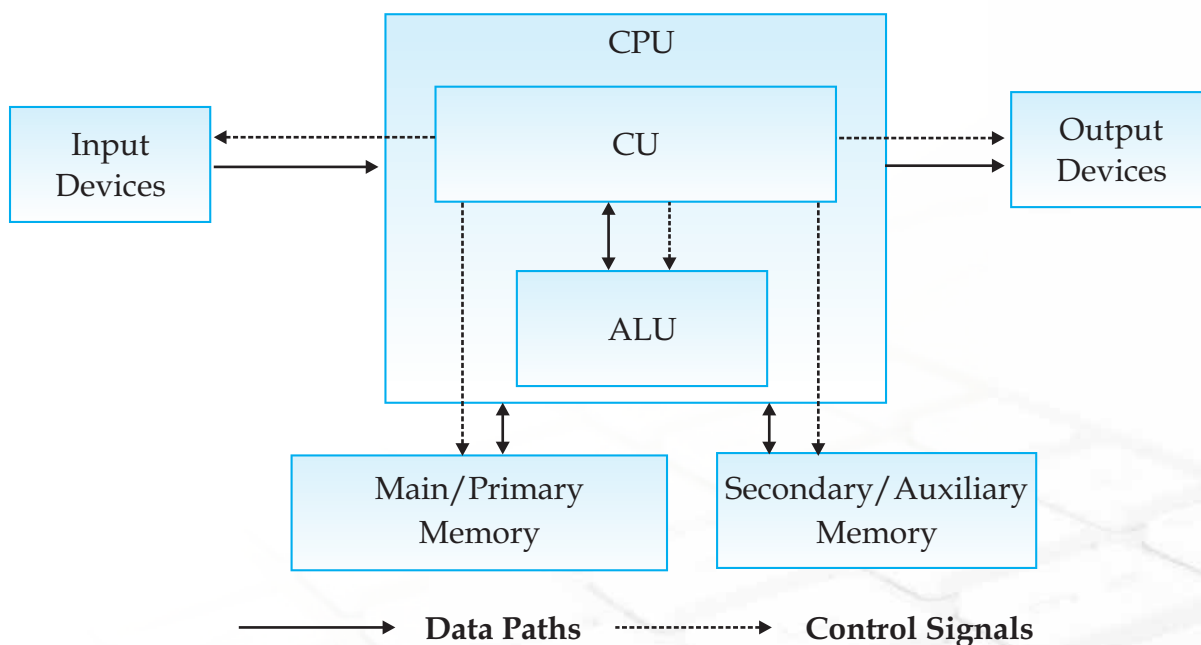 CPU
CU
Input
Devices
Output
Devices
ALU
Main/Primary
Memory
Secondary/Auxiliary
Memory
Data Paths
Control Signals